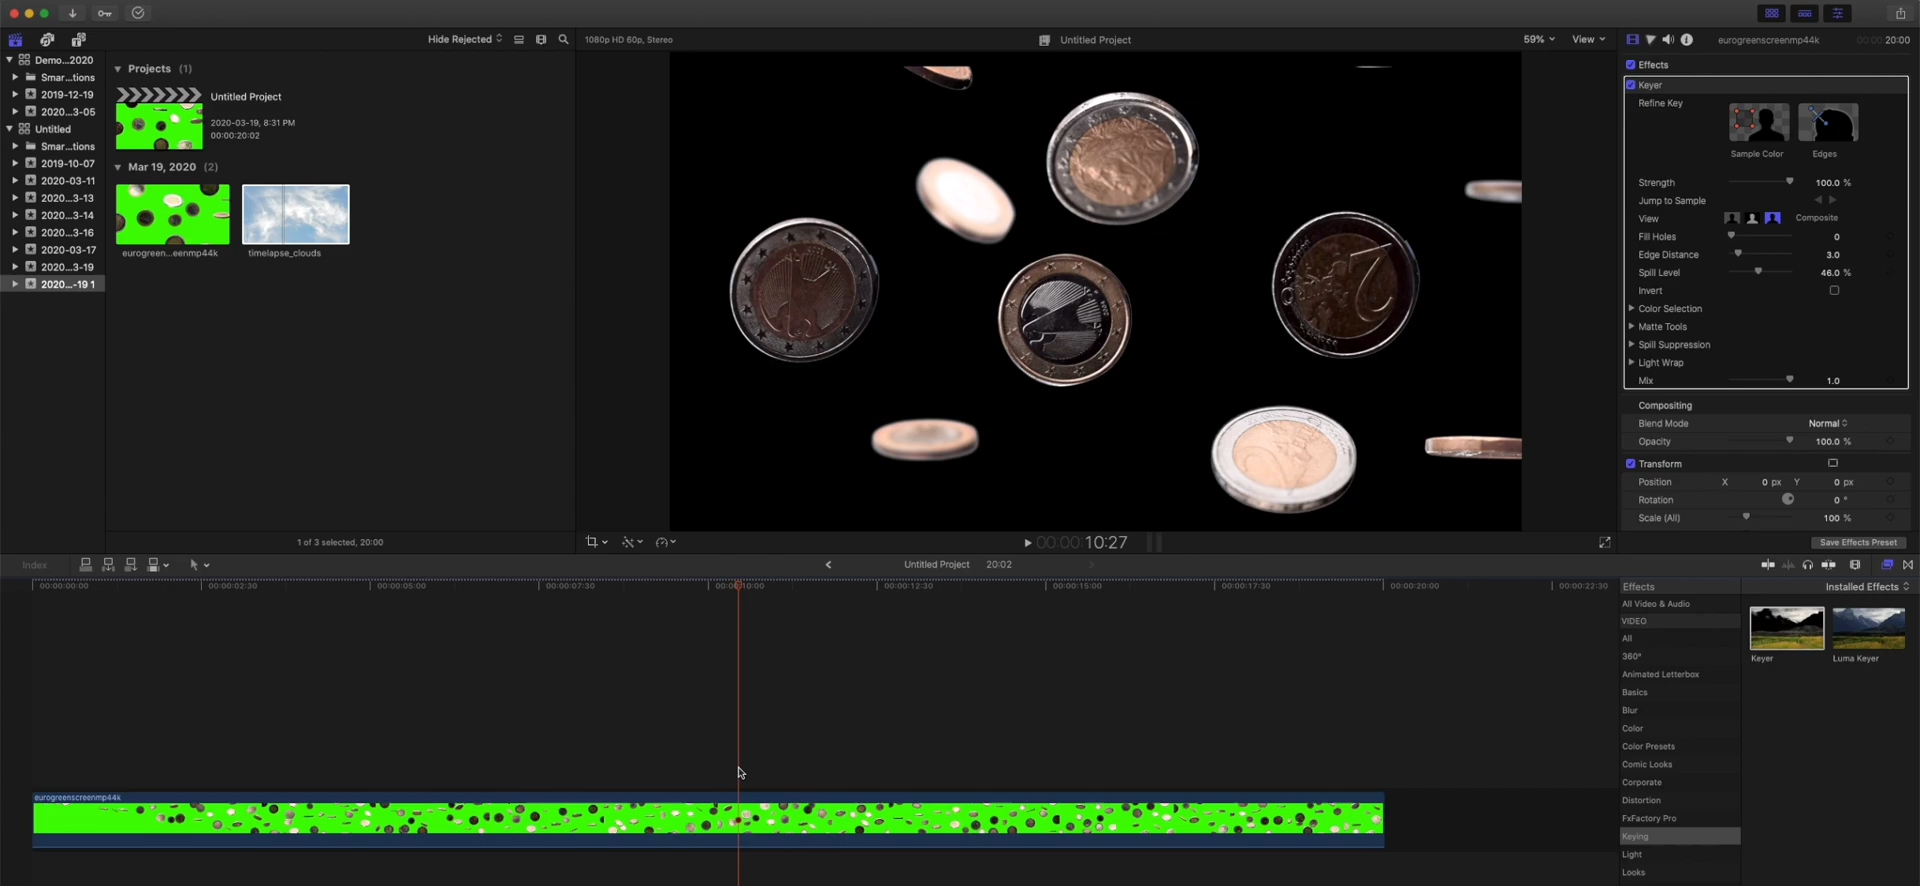 Hide Rejected
1080p HD 60p, Stereo
Untitled Project
59%
View
eurogreenscreenmp44k
00:00:20:00
Demo...2020
Smar...tions
2019-12-19
2020...3-05
Untitled
Smar...tions
2019-10-07
2020-03-11
2020...3-13
2020...3-14
2020...3-16
2020-03-17
2020...3-19
2020...-19 1
Projects (1)
Untitled Project
2020-03-19, 8:31 PM
00:00:20:02
Mar 19, 2020 (2)
eurogreen...eenmp44k
timelapse_clouds
1 of 3 selected, 20:00
00:00:10:27
Effects
Keyer
Refine Key
Sample Color
Edges
Strength 100.0 %
Jump to Sample
View Composite
Fill Holes 0
Edge Distance 3.0
Spill Level 46.0 %
Invert
Color Selection
Matte Tools
Spill Suppression
Light Wrap
Mix 1.0
Compositing
Blend Mode Normal
Opacity 100.0 %
Transform
Position X 0 px Y 0 px
Rotation 0 °
Scale (All) 100 %
Save Effects Preset
Index
Untitled Project 20:02
00:00:00:00
00:00:02:30
00:00:05:00
00:00:07:30
00:00:10:00
00:00:12:30
00:00:15:00
00:00:17:30
00:00:20:00
00:00:22:30
eurogreenscreenmp44k
Effects
Installed Effects
All Video & Audio
VIDEO
All
360°
Animated Letterbox
Basics
Blur
Color
Color Presets
Comic Looks
Corporate
Distortion
FxFactory Pro
Keying
Light
Looks
Keyer
Luma Keyer